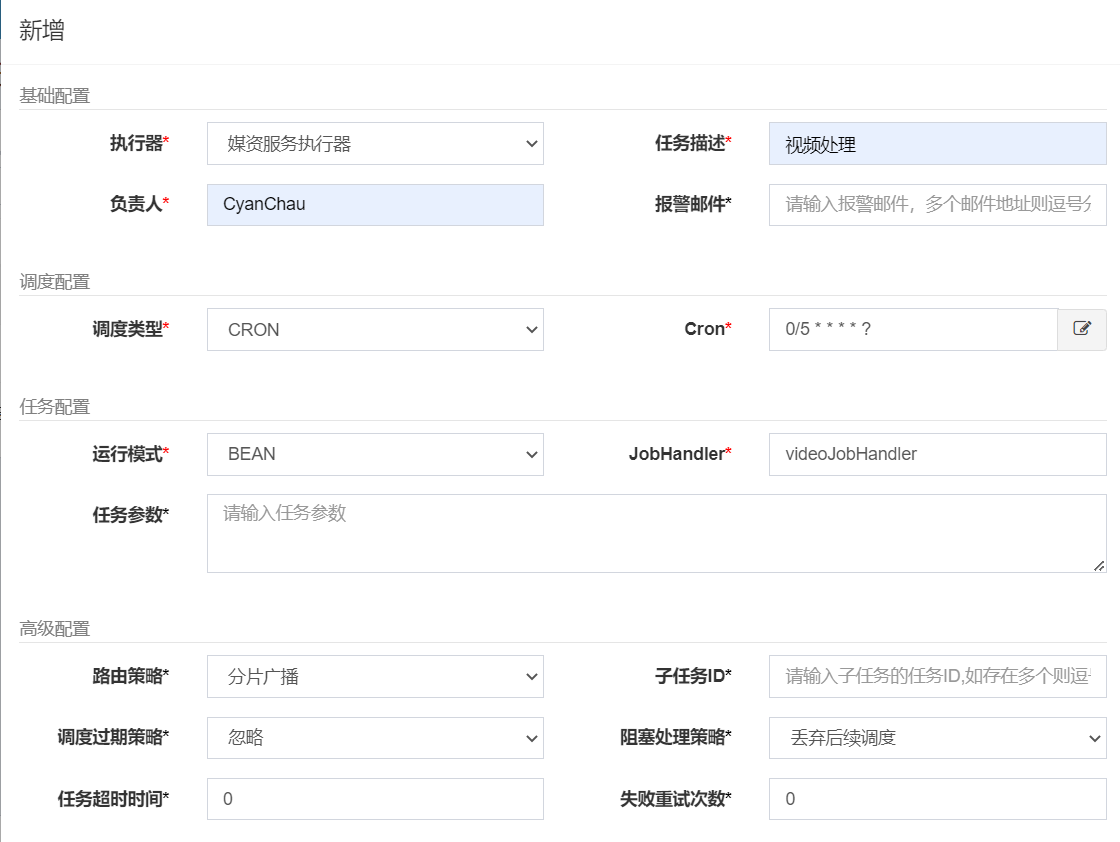 新增
基础配置
执行器* 媒资服务执行器 任务描述* 视频处理
负责人* CyanChau 报警邮件* 请输入报警邮件，多个邮件地址则逗号分
调度配置
调度类型* CRON Cron* 0/5 * * * * ?
任务配置
运行模式* BEAN JobHandler* videoJobHandler
任务参数* 请输入任务参数
高级配置
路由策略* 分片广播 子任务ID* 请输入子任务的任务ID,如存在多个则逗
调度过期策略* 忽略 阻塞处理策略* 丢弃后续调度
任务超时时间* 0 失败重试次数* 0